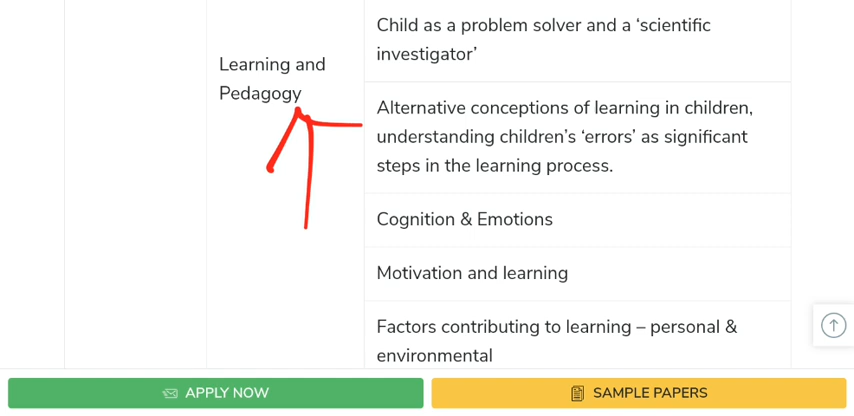 Child as a problem solver and a ‘scientific
investigator’
Learning and
Pedagogy
Alternative conceptions of learning in children,
understanding children’s ‘errors’ as significant
steps in the learning process.
Cognition & Emotions
Motivation and learning
Factors contributing to learning – personal &
environmental
APPLY NOW
SAMPLE PAPERS